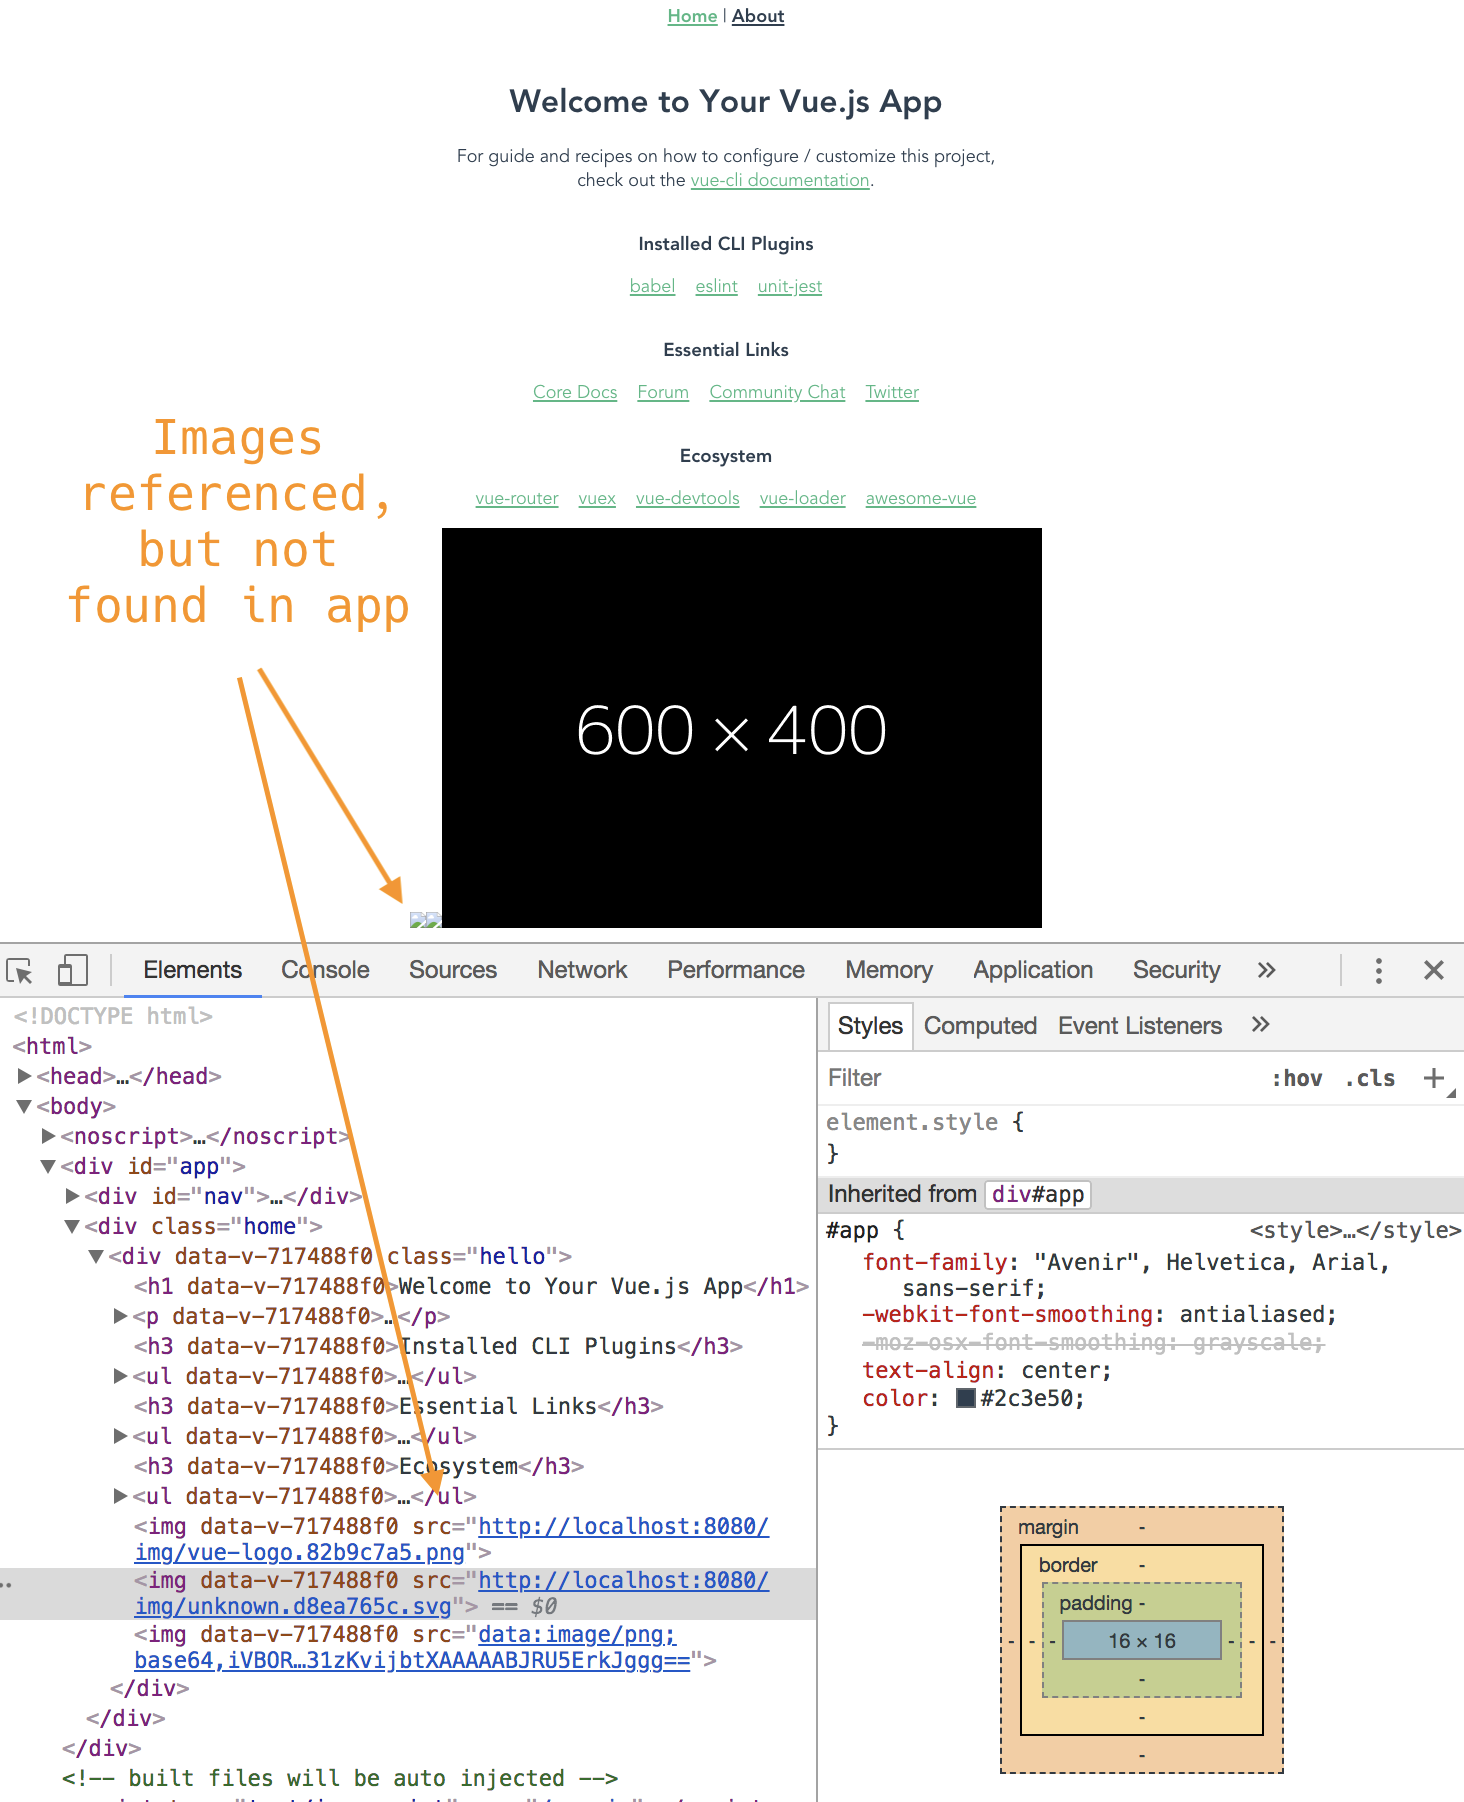 Home | About
Welcome to Your Vue.js App
For guide and recipes on how to configure / customize this project,
check out the vue-cli documentation.
Installed CLI Plugins
babel eslint unit-jest
Essential Links
Core Docs Forum Community Chat Twitter
Ecosystem
vue-router vuex vue-devtools vue-loader awesome-vue
Images
referenced,
but not
found in app
600 × 400
Elements Console Sources Network Performance Memory Application Security »
<!DOCTYPE html>
<html>
▶<head>…</head>
▼<body>
▶<noscript>…</noscript>
▼<div id="app">
▶<div id="nav">…</div>
▼<div class="home">
▼<div data-v-717488f0 class="hello">
<h1 data-v-717488f0>Welcome to Your Vue.js App</h1>
▶<p data-v-717488f0>…</p>
<h3 data-v-717488f0>Installed CLI Plugins</h3>
▶<ul data-v-717488f0>…</ul>
<h3 data-v-717488f0>Essential Links</h3>
▶<ul data-v-717488f0>…</ul>
<h3 data-v-717488f0>Ecosystem</h3>
▶<ul data-v-717488f0>…</ul>
<img data-v-717488f0 src="http://localhost:8080/
img/vue-logo.82b9c7a5.png">
<img data-v-717488f0 src="http://localhost:8080/
img/unknown.d8ea765c.svg"> == $0
<img data-v-717488f0 src="data:image/png;
base64,iVBOR…31zKvijbtXAAAAABJRU5ErkJggg==">
</div>
</div>
</div>
<!-- built files will be auto injected -->
Styles Computed Event Listeners »
Filter :hov .cls +
element.style {
}
Inherited from div#app
#app { <style>…</style>
font-family: "Avenir", Helvetica, Arial,
sans-serif;
-webkit-font-smoothing: antialiased;
-moz-osx-font-smoothing: grayscale;
text-align: center;
color: #2c3e50;
}
margin -
border -
padding -
- - - 16 × 16 - - -
-
-
-